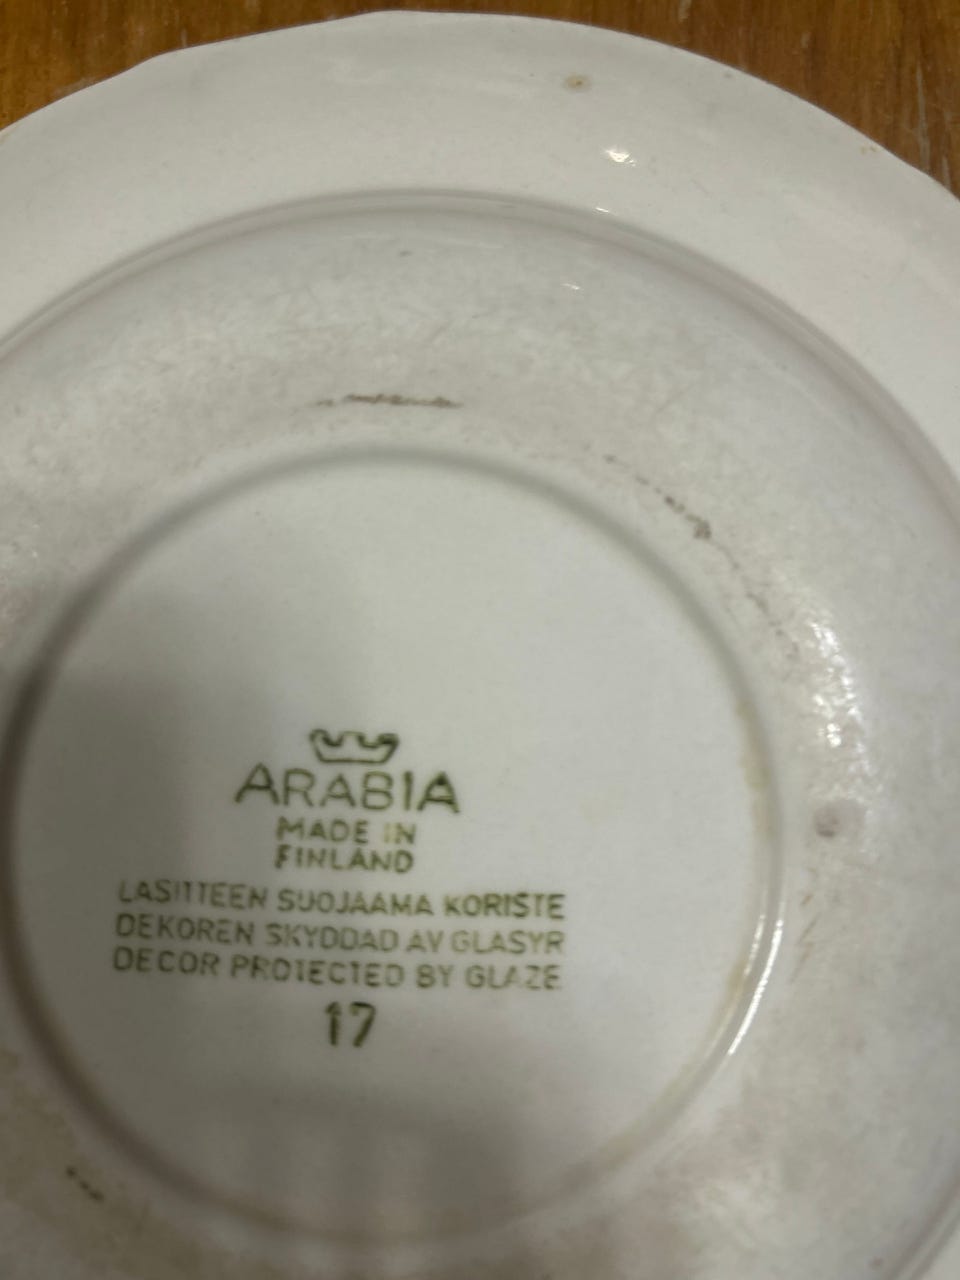 ARABIA
MADE IN
FINLAND
LASITTEEN SUOJAAMA KORISTE
DEKOREN SKYDDAD AV GLASYR
DECOR PROTECTED BY GLAZE
17